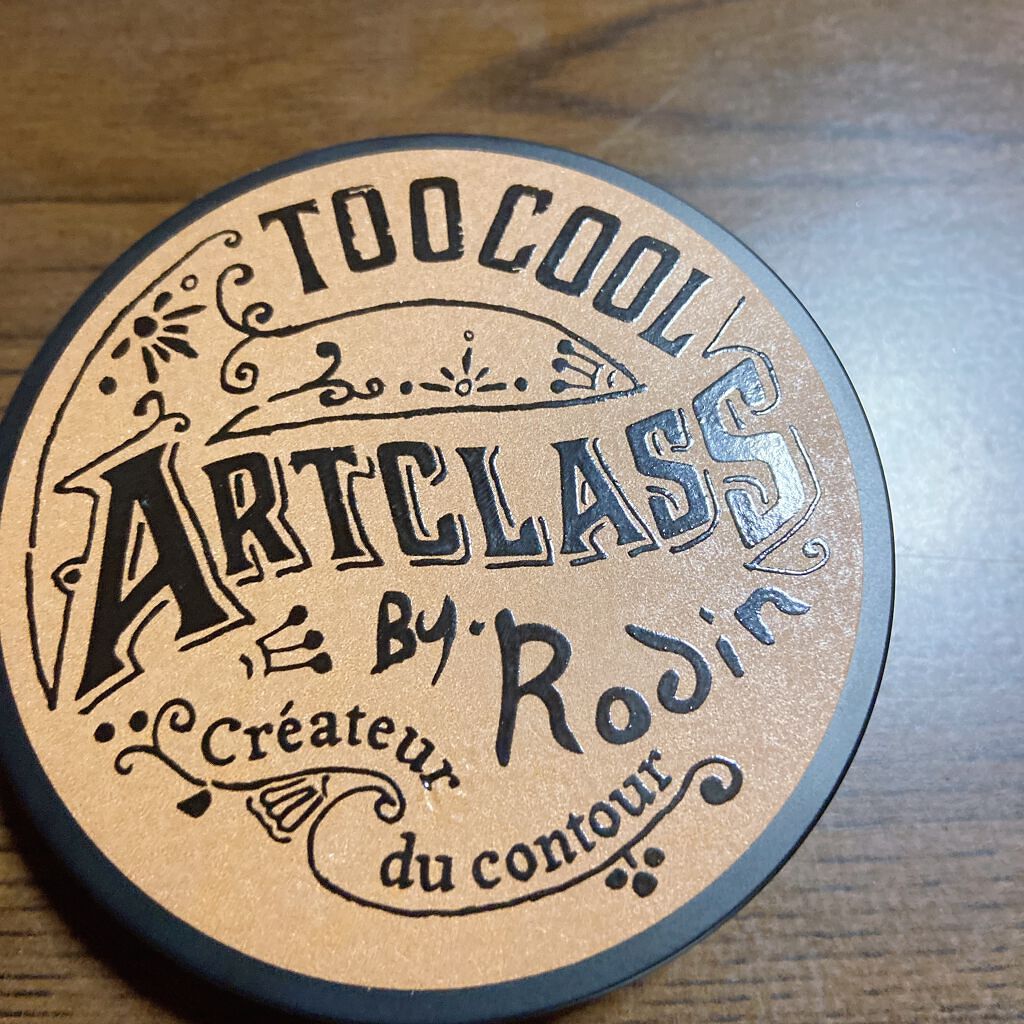 TOO COOL
ARTCLASS
By. Rodin
Créateur
du contour